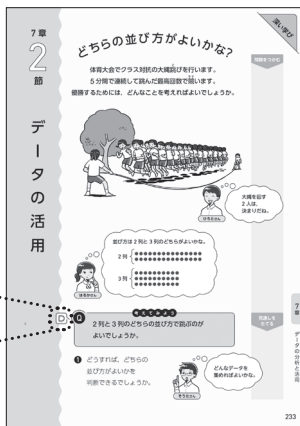 深い学び
7章
2
節
データの活用
どちらの並び方がよいかな?
体育大会でクラス対抗の大縄跳びを行います。
5分間で連続して跳んだ最高回数で競います。
優勝するためには、どんなことを考えればよいでしょうか。
問題をつかむ
大縄を回す
2人は、
決まりだね。
ひろとさん
並び方は2列と3列のどちらがよいかな。
2列
3列
はるかさん
D
Q
考えてみよう
2列と3列のどちらの並び方で跳ぶのが
よいでしょうか。
見通しを
たてる
1 どうすれば、どちらの
並び方がよいかを
判断できるでしょうか。
どんなデータを
集めればよいかな。
そうたさん
7章
データの分析と活用
233